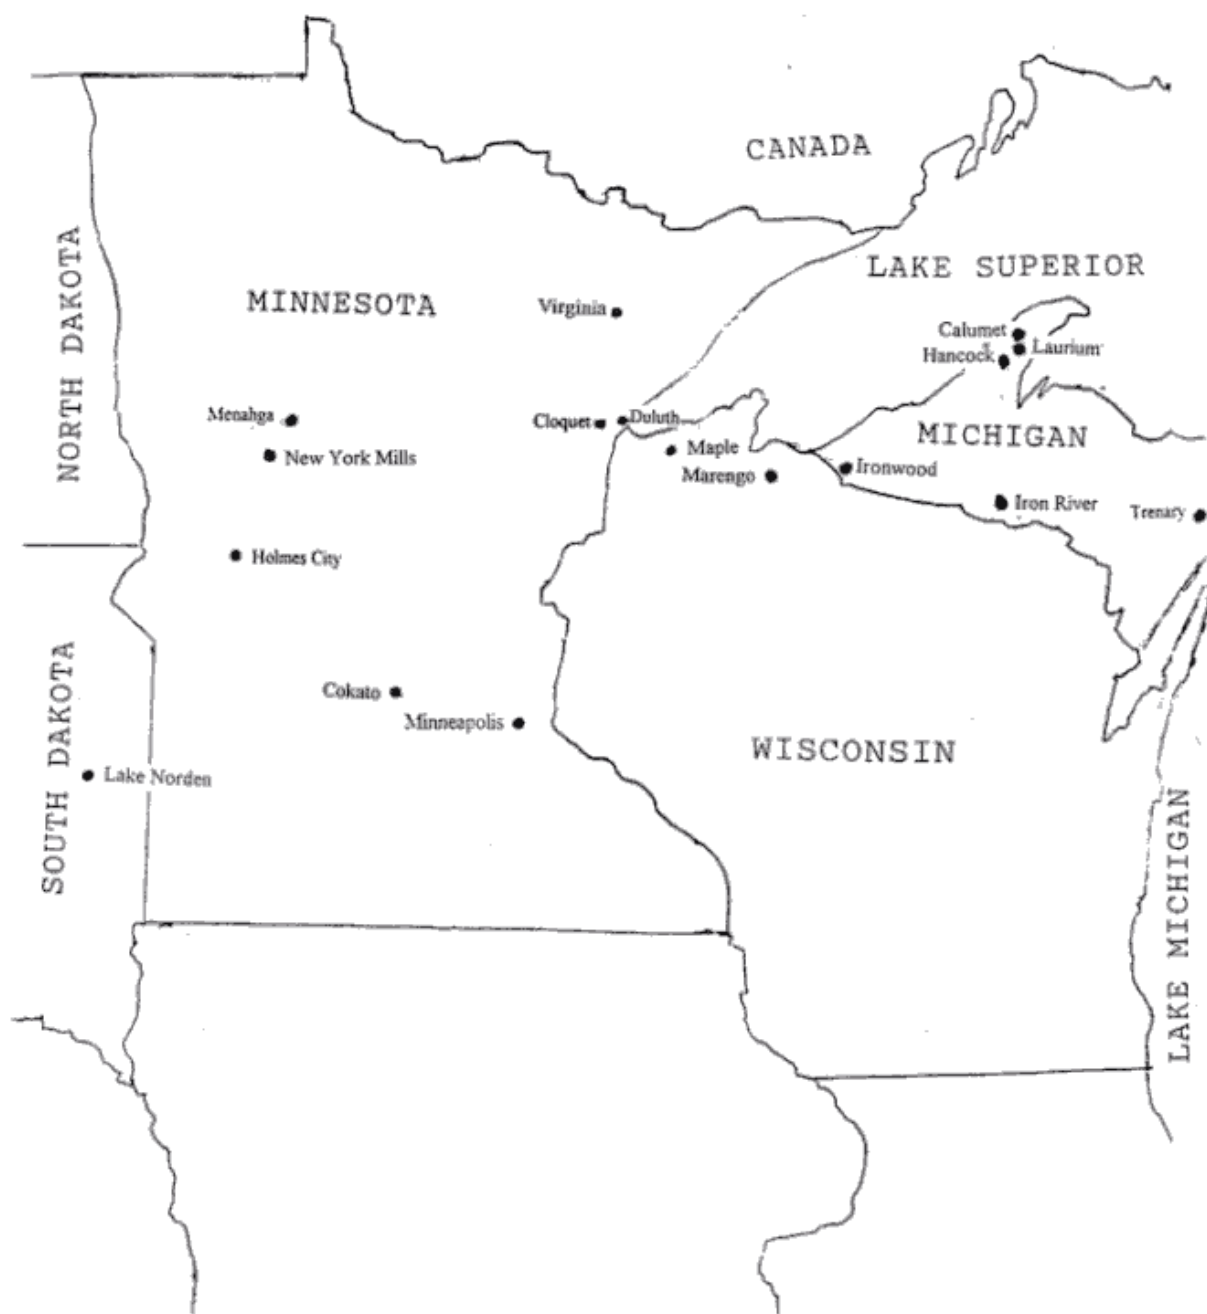 CANADA
NORTH DAKOTA
LAKE SUPERIOR
MINNESOTA
Virginia
Calumet
Laurium
Hancock
Menahga
Cloquet
Duluth
MICHIGAN
New York Mills
Maple
Marengo
Ironwood
Iron River
Trenary
Holmes City
SOUTH DAKOTA
Cokato
Minneapolis
WISCONSIN
Lake Norden
LAKE MICHIGAN